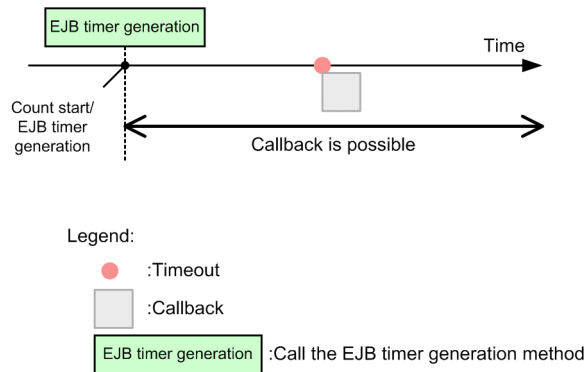 EJB timer generation
Time
Count start/
EJB timer
generation
Callback is possible
Legend:
:Timeout
:Callback
EJB timer generation :Call the EJB timer generation method